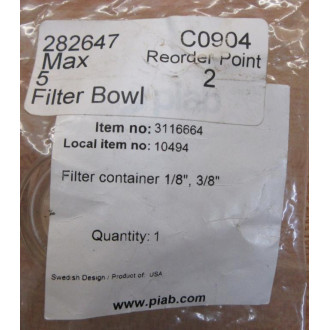 282647 C0904
Max Reorder Point
5 2
Filter Bowl
Item no: 3116664
Local item no: 10494
Filter container 1/8", 3/8"
Quantity: 1
Swedish Design / Product of: USA
www.piab.com